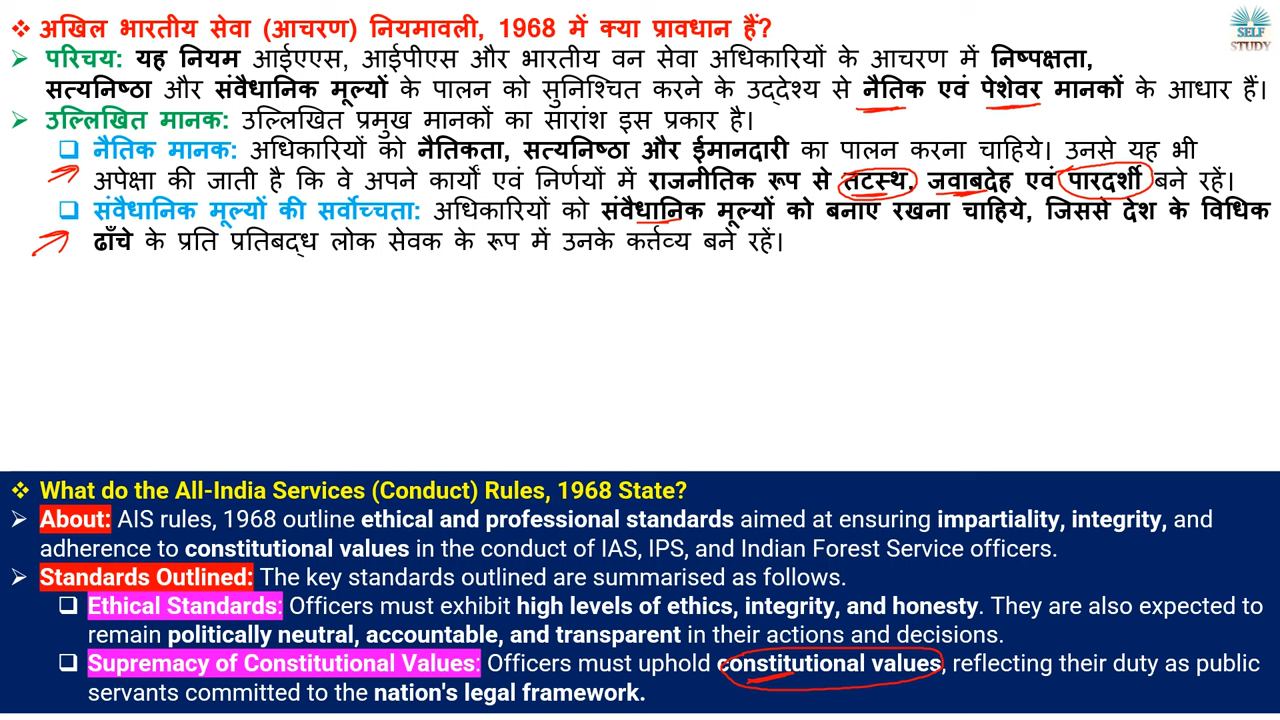 ❖ अखिल भारतीय सेवा (आचरण) नियमावली, 1968 में क्या प्रावधान हैं?
SELF
STUDY
➢ परिचय: यह नियम आईएएस, आईपीएस और भारतीय वन सेवा अधिकारियों के आचरण में निष्पक्षता,
सत्यनिष्ठा और संवैधानिक मूल्यों के पालन को सुनिश्चित करने के उद्देश्य से नैतिक एवं पेशेवर मानकों के आधार हैं।
➢ उल्लिखित मानक: उल्लिखित प्रमुख मानकों का सारांश इस प्रकार है।
❑ नैतिक मानक: अधिकारियों को नैतिकता, सत्यनिष्ठा और ईमानदारी का पालन करना चाहिये। उनसे यह भी
अपेक्षा की जाती है कि वे अपने कार्यों एवं निर्णयों में राजनीतिक रूप से तटस्थ, जवाबदेह एवं पारदर्शी बने रहें।
❑ संवैधानिक मूल्यों की सर्वोच्चता: अधिकारियों को संवैधानिक मूल्यों को बनाए रखना चाहिये, जिससे देश के विधिक
ढाँचे के प्रति प्रतिबद्ध लोक सेवक के रूप में उनके कर्त्तव्य बने रहें।
❖ What do the All-India Services (Conduct) Rules, 1968 State?
➢ About: AIS rules, 1968 outline ethical and professional standards aimed at ensuring impartiality, integrity, and
adherence to constitutional values in the conduct of IAS, IPS, and Indian Forest Service officers.
➢ Standards Outlined: The key standards outlined are summarised as follows.
❑ Ethical Standards: Officers must exhibit high levels of ethics, integrity, and honesty. They are also expected to
remain politically neutral, accountable, and transparent in their actions and decisions.
❑ Supremacy of Constitutional Values: Officers must uphold constitutional values, reflecting their duty as public
servants committed to the nation's legal framework.